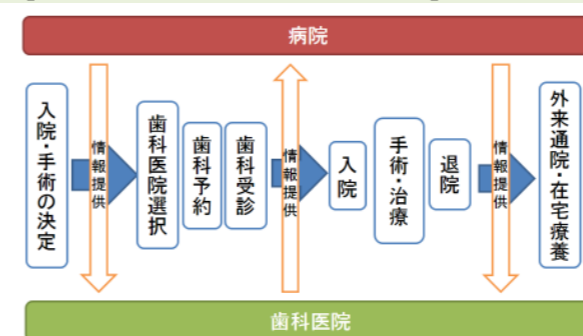 病院
入院・手術の決定
情報提供
歯科医院選択
歯科予約
歯科受診
情報提供
入院
手術・治療
退院
情報提供
外来通院・在宅療養
歯科医院